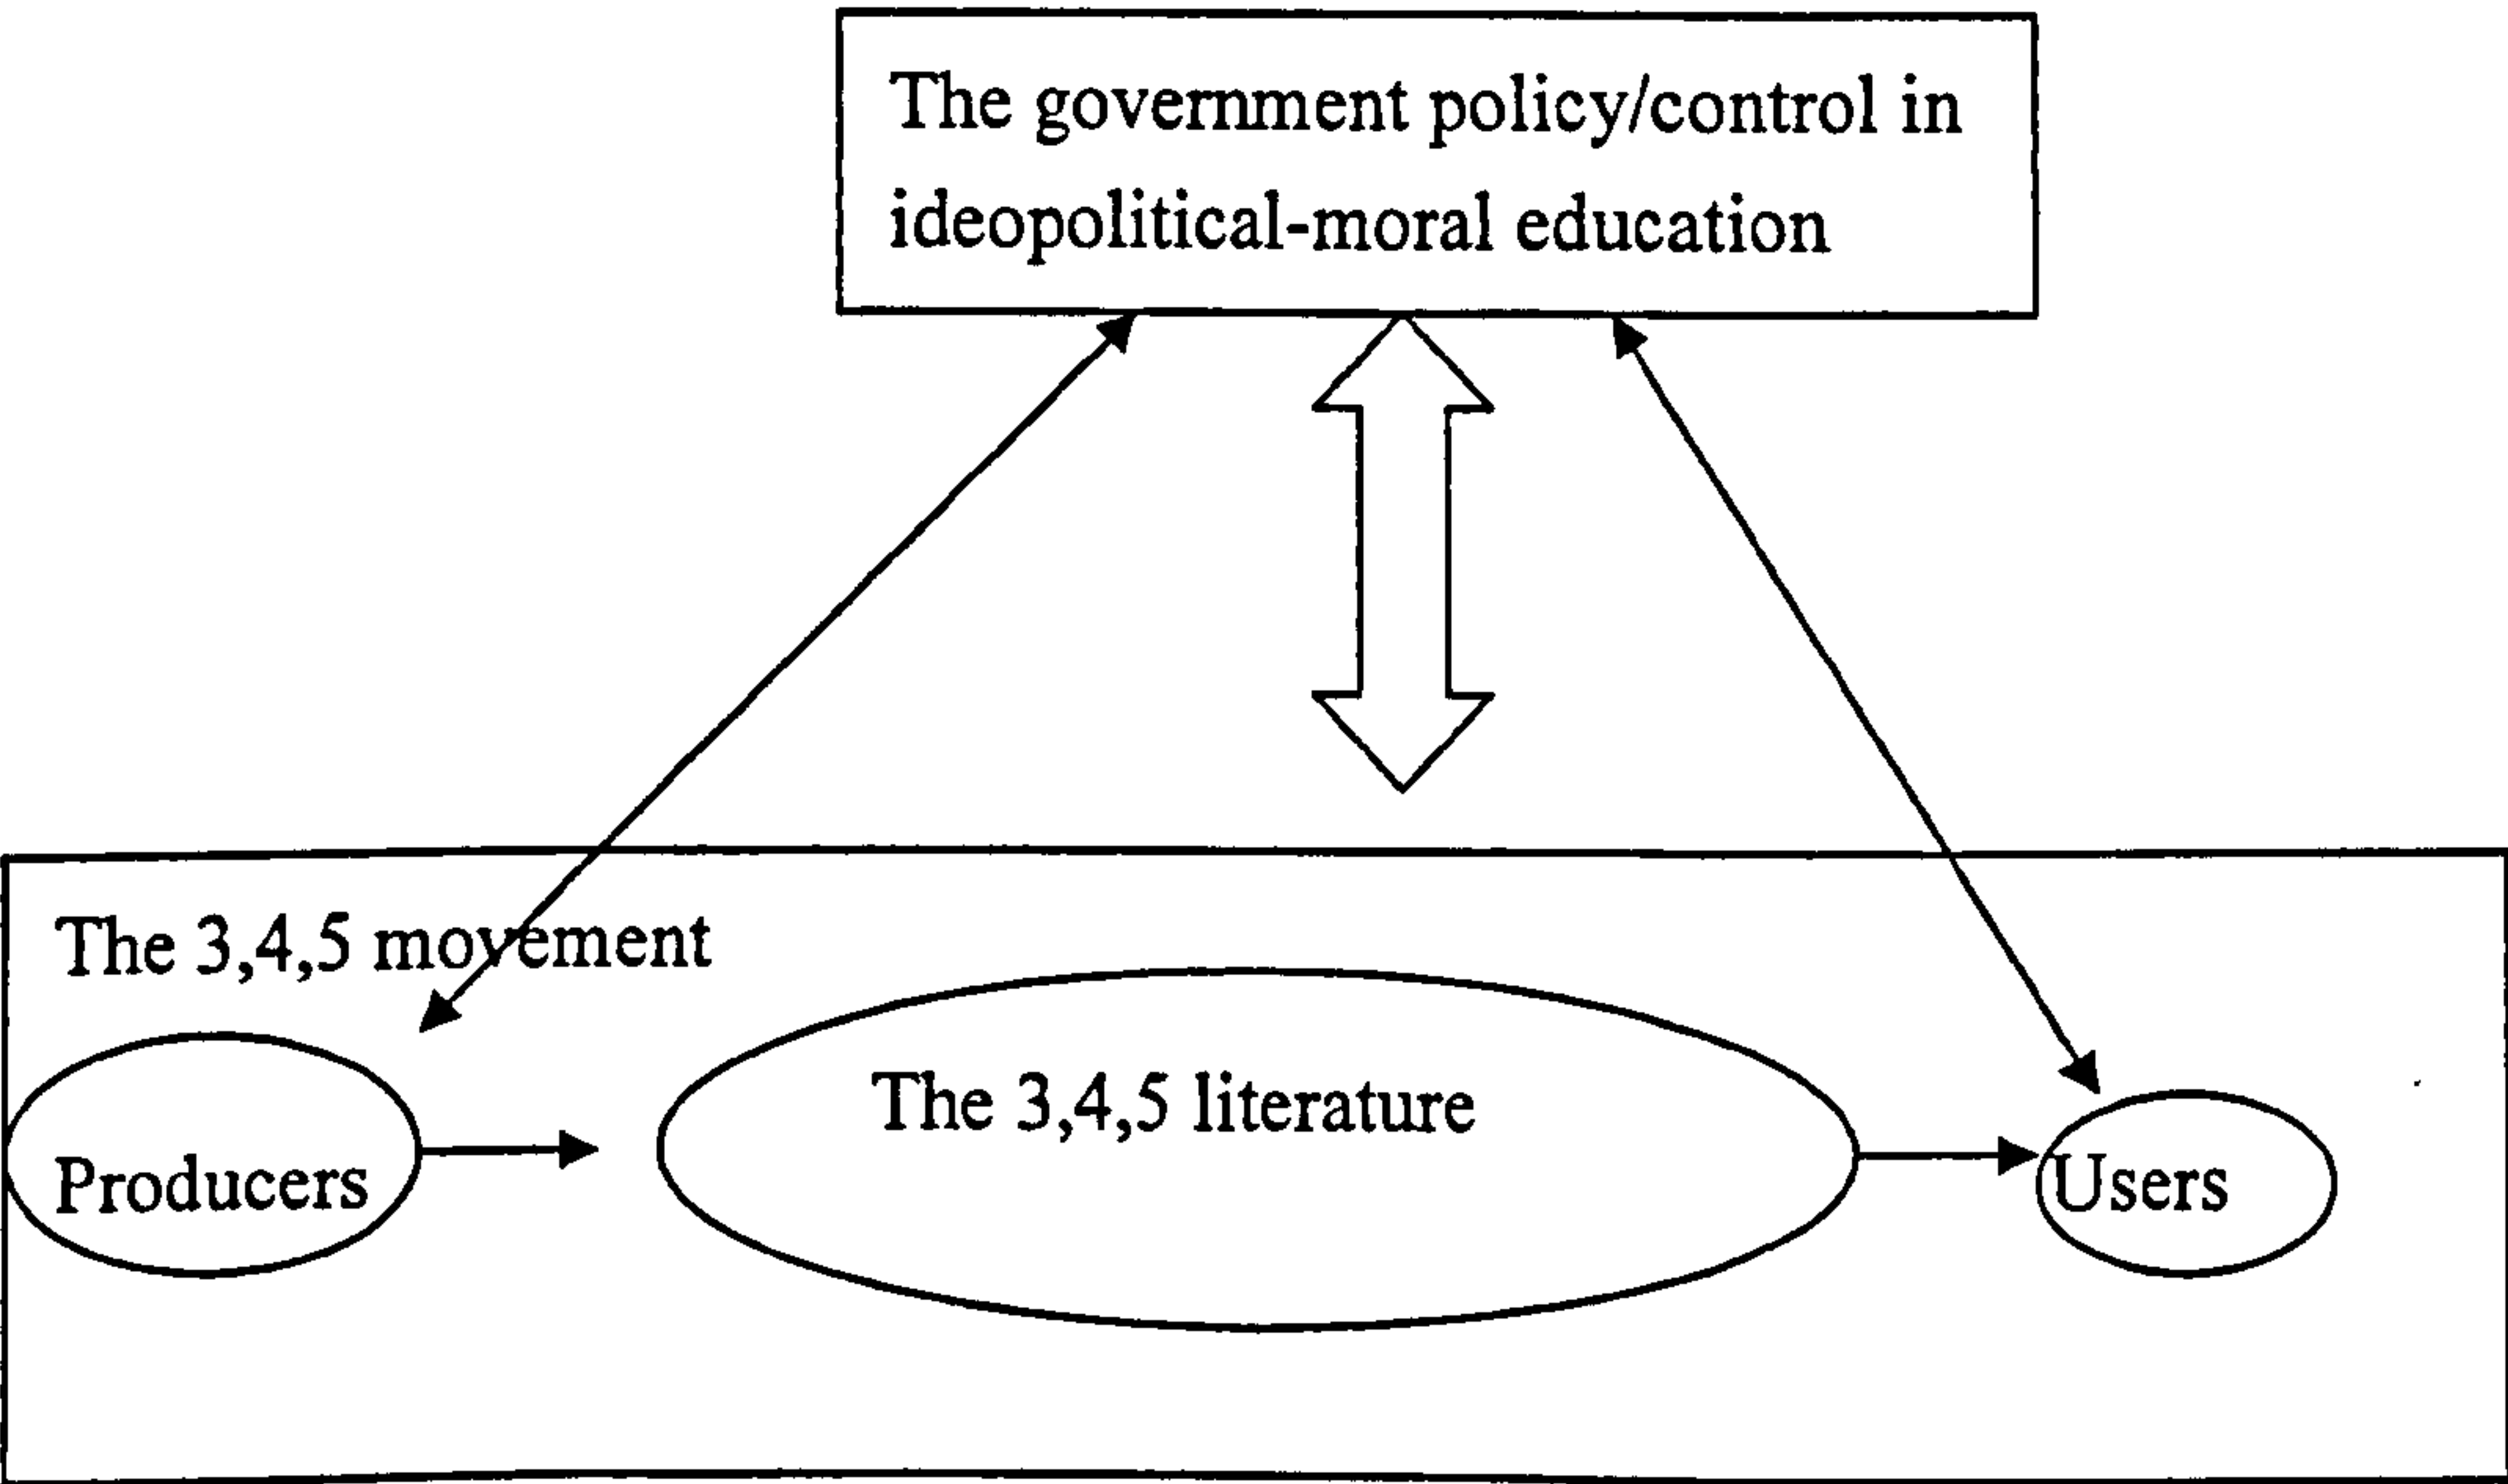 The government policy/control in
ideopolitical-moral education
The 3,4,5 movement
The 3,4,5 literature
Producers
Users